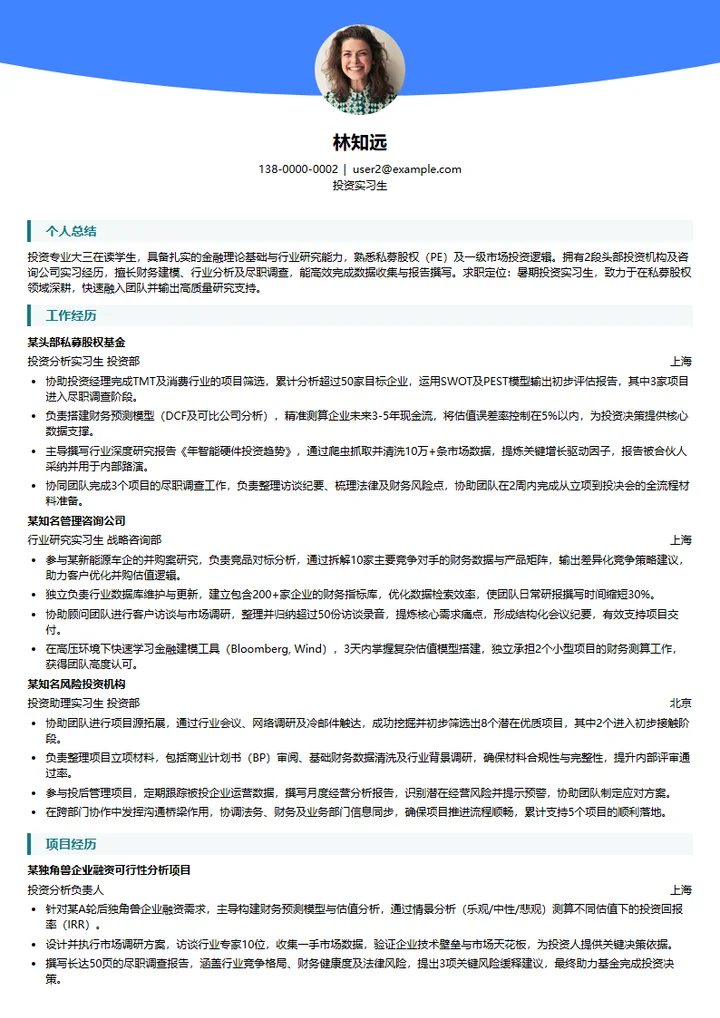 林知远
138-0000-0002 | user2@example.com
投资实习生
个人总结
投资专业大三在读学生，具备扎实的金融理论基础与行业研究能力，熟悉私募股权（PE）及一级市场投资逻辑。拥有2段头部投资机构及咨
询公司实习经历，擅长财务建模、行业分析及尽职调查，能高效完成数据收集与报告撰写。求职定位：暑期投资实习生，致力于在私募股权
领域深耕，快速融入团队并输出高质量研究支持。
工作经历
某头部私募股权基金
投资分析实习生 投资部 上海
• 协助投资经理完成TMT及消费行业的项目筛选，累计分析超过50家目标企业，运用SWOT及PEST模型输出初步评估报告，其中3家项目
进入尽职调查阶段。
• 负责搭建财务预测模型（DCF及可比公司分析），精准测算企业未来3-5年现金流，将估值误差率控制在5%以内，为投资决策提供核心
数据支撑。
• 主导撰写行业深度研究报告《年智能硬件投资趋势》，通过爬虫抓取并清洗10万+条市场数据，提炼关键增长驱动因子，报告被合伙人
采纳并用于内部路演。
• 协同团队完成3个项目的尽职调查工作，负责整理访谈纪要、梳理法律及财务风险点，协助团队在2周内完成从立项到投决会的全流程材
料准备。
某知名管理咨询公司
行业研究实习生 战略咨询部 上海
• 参与某新能源车企的并购案研究，负责竞品对标分析，通过拆解10家主要竞争对手的财务数据与产品矩阵，输出差异化竞争策略建议，
助力客户优化并购估值逻辑。
• 独立负责行业数据库维护与更新，建立包含200+家企业的财务指标库，优化数据检索效率，使团队日常研报撰写时间缩短30%。
• 协助顾问团队进行客户访谈与市场调研，整理并归纳超过50份访谈录音，提炼核心需求痛点，形成结构化会议纪要，有效支持项目交
付。
• 在高压环境下快速学习金融建模工具（Bloomberg, Wind），3天内掌握复杂估值模型搭建，独立承担2个小型项目的财务测算工作，
获得团队高度认可。
某知名风险投资机构
投资助理实习生 投资部 北京
• 协助团队进行项目源拓展，通过行业会议、网络调研及冷邮件触达，成功挖掘并初步筛选出8个潜在优质项目，其中2个进入初步接触阶
段。
• 负责整理项目立项材料，包括商业计划书（BP）审阅、基础财务数据清洗及行业背景调研，确保材料合规性与完整性，提升内部评审通
过率。
• 参与投后管理项目，定期跟踪被投企业运营数据，撰写月度经营分析报告，识别潜在经营风险并提示预警，协助团队制定应对方案。
• 在跨部门协作中发挥沟通桥梁作用，协调法务、财务及业务部门信息同步，确保项目推进流程顺畅，累计支持5个项目的顺利落地。
项目经历
某独角兽企业融资可行性分析项目
投资分析负责人 上海
• 针对某A轮后独角兽企业融资需求，主导构建财务预测模型与估值分析，通过情景分析（乐观/中性/悲观）测算不同估值下的投资回报
率（IRR）。
• 设计并执行市场调研方案，访谈行业专家10位，收集一手市场数据，验证企业技术壁垒与市场天花板，为投资人提供关键决策依据。
• 撰写长达50页的尽职调查报告，涵盖行业竞争格局、财务健康度及法律风险，提出3项关键风险缓释建议，最终助力基金完成投资决
策。